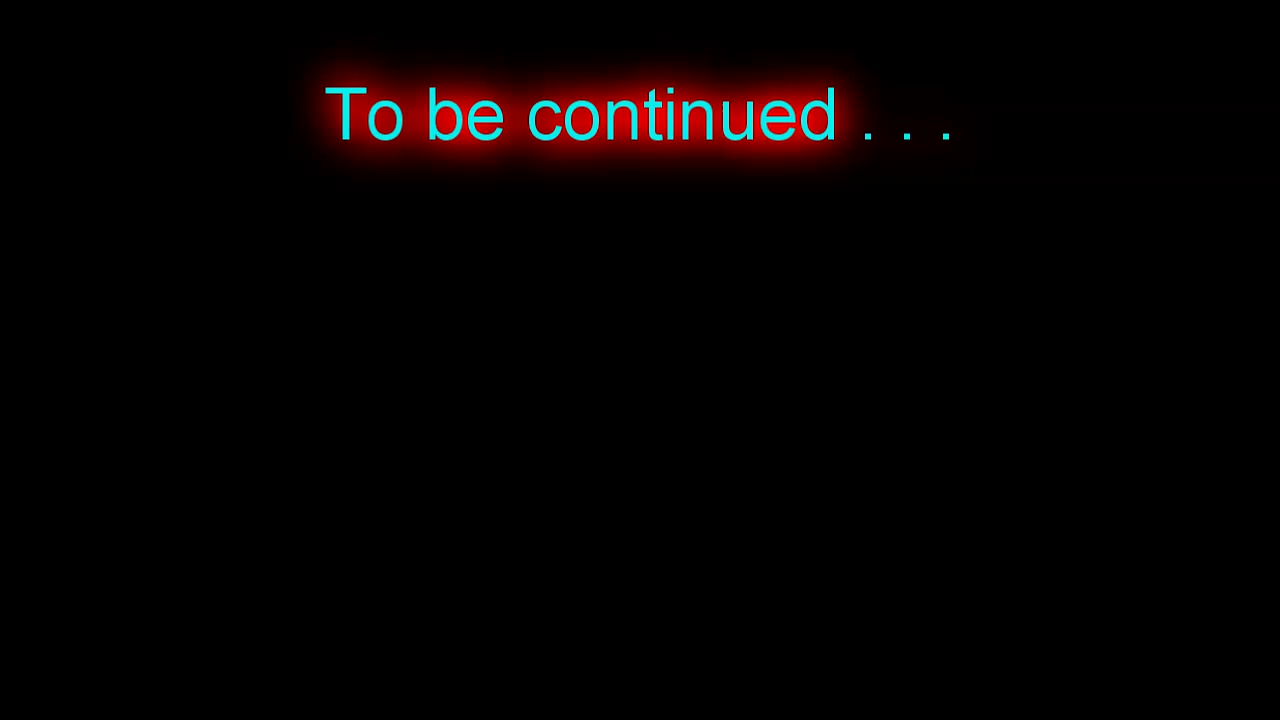 To be continued . . .